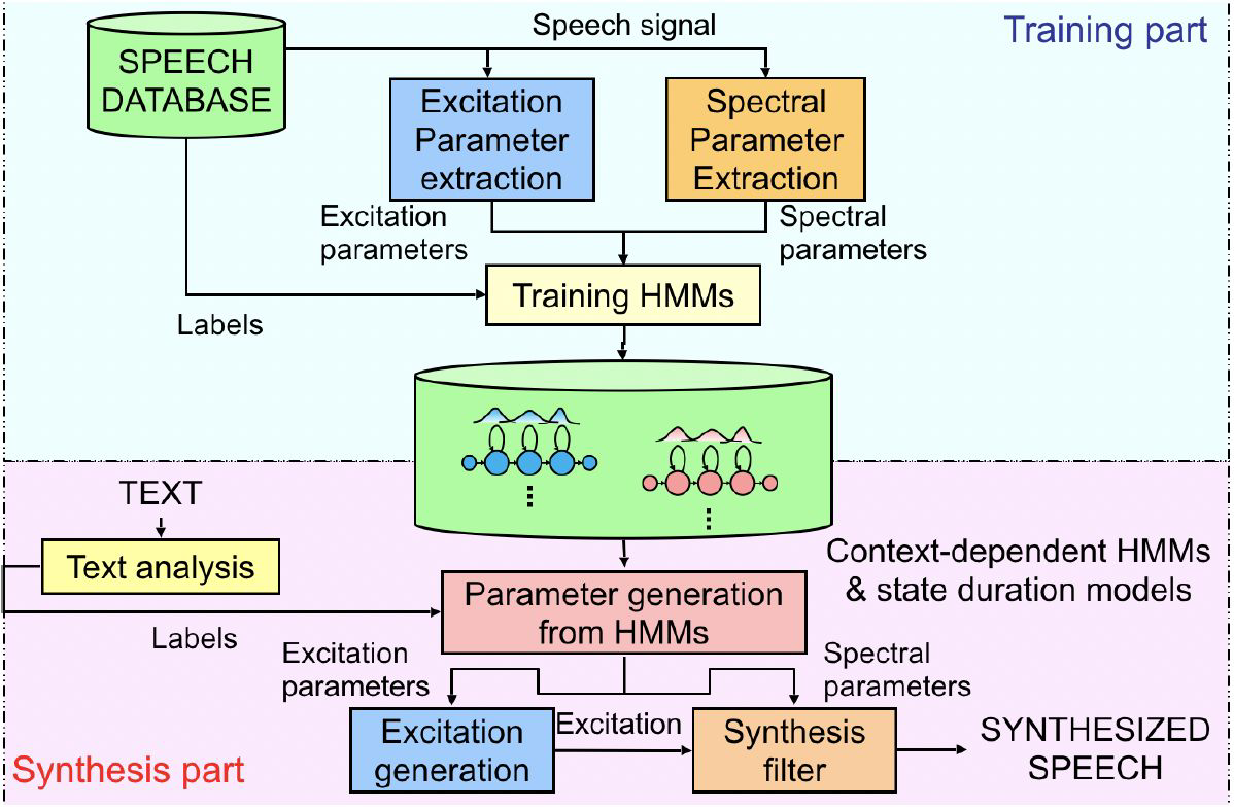 Speech signal
Training part
SPEECH
DATABASE
Excitation
Parameter
extraction
Spectral
Parameter
Extraction
Excitation
parameters
Spectral
parameters
Training HMMs
Labels
TEXT
Text analysis
Context-dependent HMMs
& state duration models
Parameter generation
from HMMs
Labels
Excitation
parameters
Spectral
parameters
Excitation
generation
Excitation
Synthesis
filter
SYNTHESIZED
SPEECH
Synthesis part